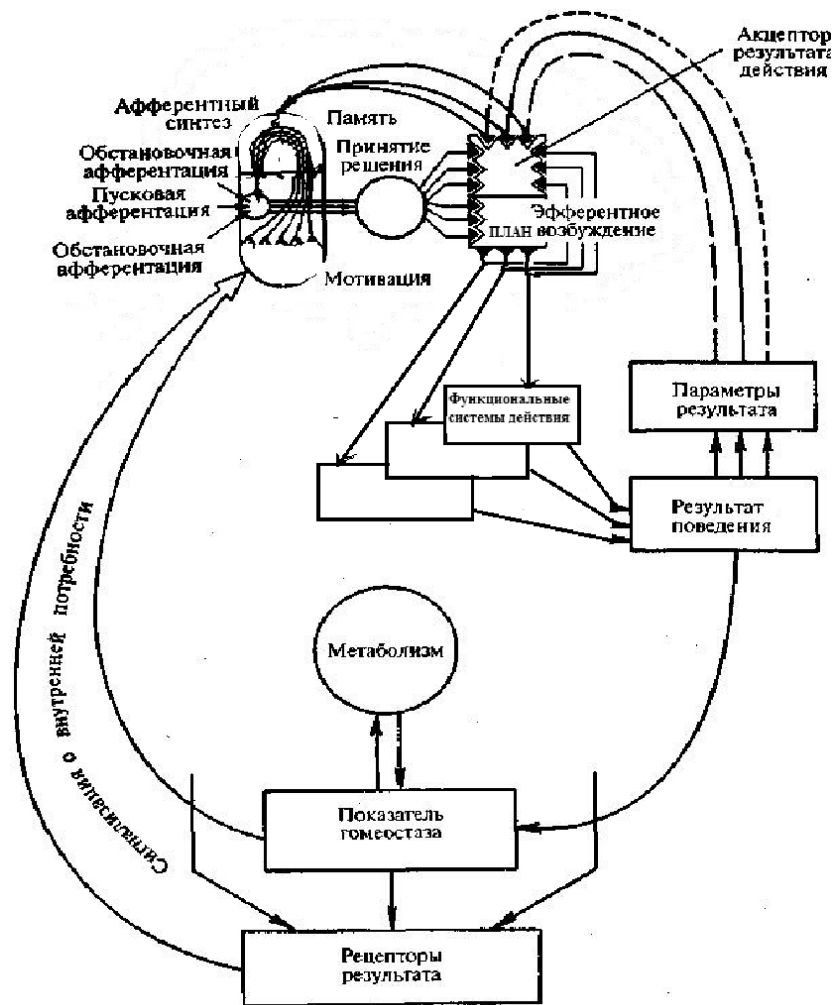 Акцептор
результата
действия
Афферентный
синтез
Память
Обстановочная
афферентация
Принятие
решения
Пусковая
афферентация
Обстановочная
афферентация
Мотивация
ПЛАН
Эфферентное
возбуждение
Функциональные
системы действия
Параметры
результата
Результат
поведения
Сигнализация о внутренней потребности
Метаболизм
Показатель
гомеостаза
Рецепторы
результата